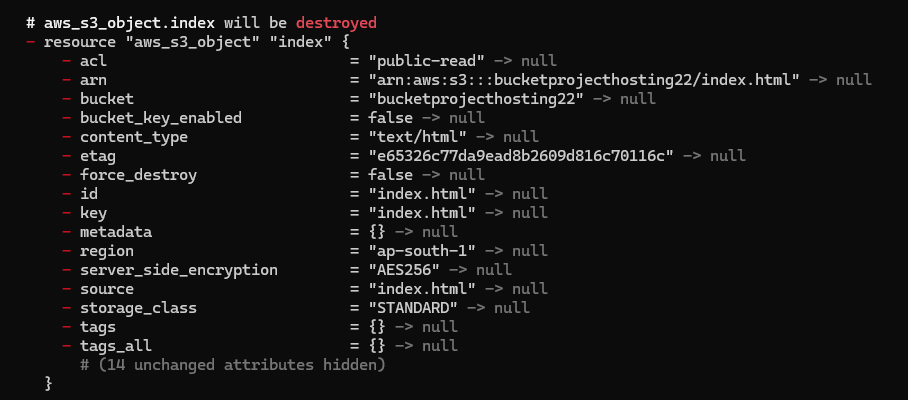 # aws_s3_object.index will be destroyed
- resource "aws_s3_object" "index" {
- acl = "public-read" -> null
- arn = "arn:aws:s3:::bucketprojecthosting22/index.html" -> null
- bucket = "bucketprojecthosting22" -> null
- bucket_key_enabled = false -> null
- content_type = "text/html" -> null
- etag = "e65326c77da9ead8b2609d816c70116c" -> null
- force_destroy = false -> null
- id = "index.html" -> null
- key = "index.html" -> null
- metadata = {} -> null
- region = "ap-south-1" -> null
- server_side_encryption = "AES256" -> null
- source = "index.html" -> null
- storage_class = "STANDARD" -> null
- tags = {} -> null
- tags_all = {} -> null
# (14 unchanged attributes hidden)
}